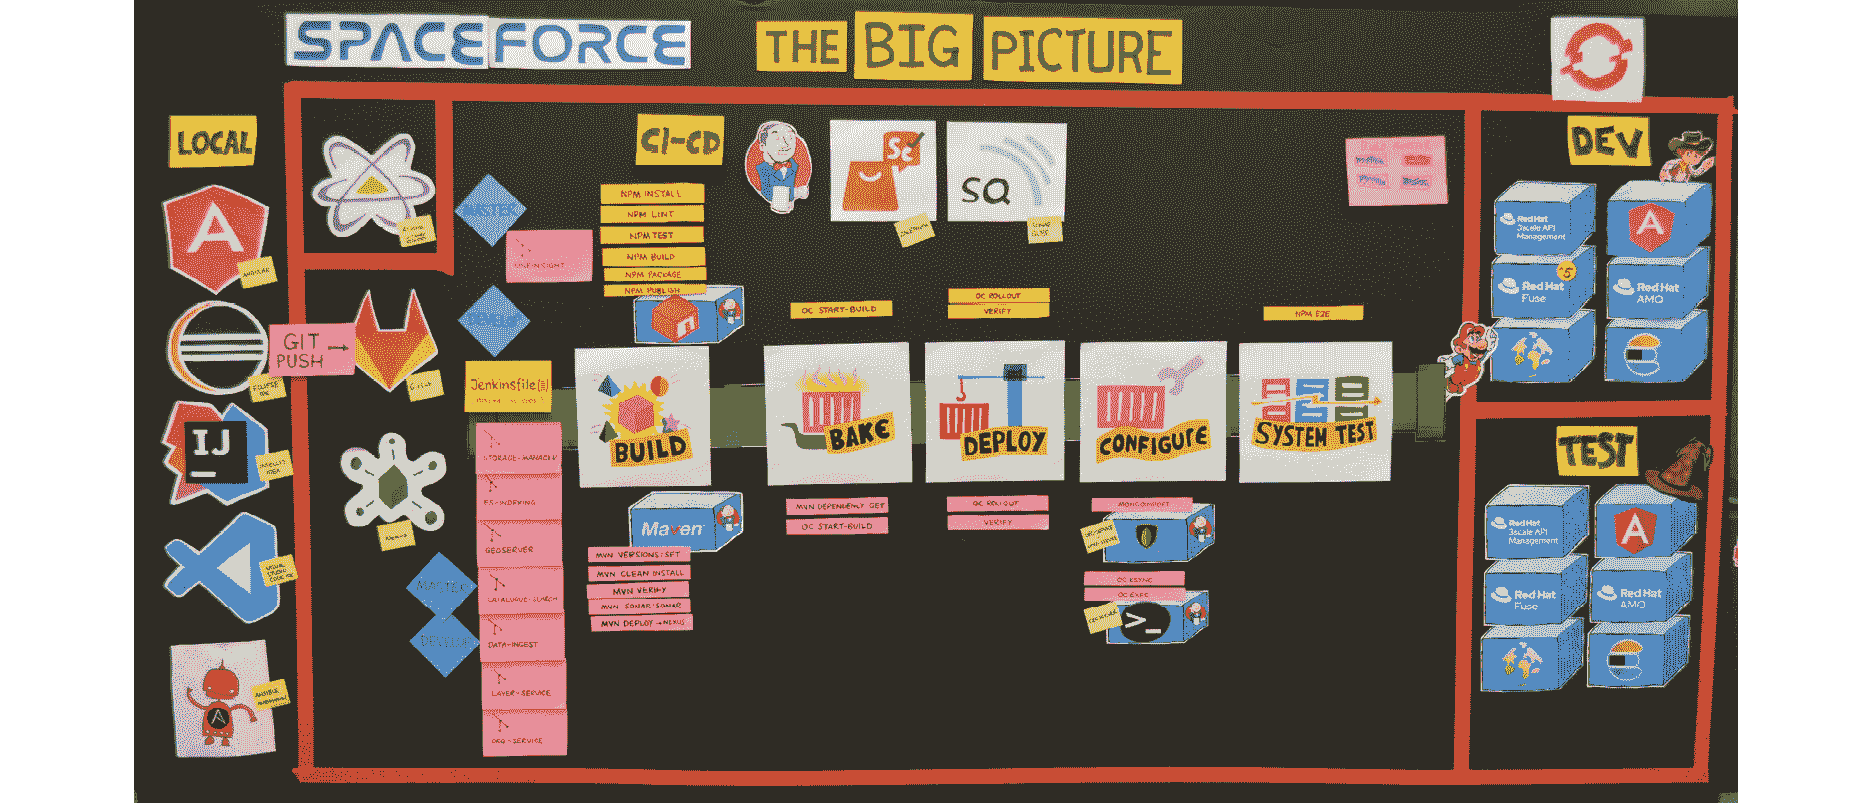 SPACEFORCE
THE BIG PICTURE
LOCAL
ANGULAR
ECLIPSE
GIT
PUSH →
IJ
INTELLIJ
IDEA
VISUAL
STUDIO
CODE
ANSIBLE
MASTER
CI-CD
NPM INSTALL
NPM LINT
NPM TEST
NPM BUILD
NPM PACKAGE
NPM PUBLISH
Se
SQ
OC START-BUILD
OC ROLLOUT
VERIFY
NPM E2E
Jenkinsfile
BUILD
BAKE
DEPLOY
CONFIGURE
SYSTEM TEST
STORAGE-MANAGER
ES-INDEXING
GEOSERVER
CATALOGUE-SEARCH
DATA-INGEST
LAYER-SERVICE
ORG-SERVICE
MASTER
DEVELOP
Maven
MVN VERSIONS:SET
MVN CLEAN INSTALL
MVN VERIFY
MVN SONAR:SONAR
MVN DEPLOY →NEXUS
MVN DEPENDENCY GET
OC START-BUILD
OC ROLLOUT
VERIFY
OC RSYNC
OC EXEC
>_
DEV
Red Hat
3scale API
Management
Red Hat
Fuse
5
Red Hat
AMQ
TEST
Red Hat
3scale API
Management
Red Hat
Fuse
Red Hat
AMQ